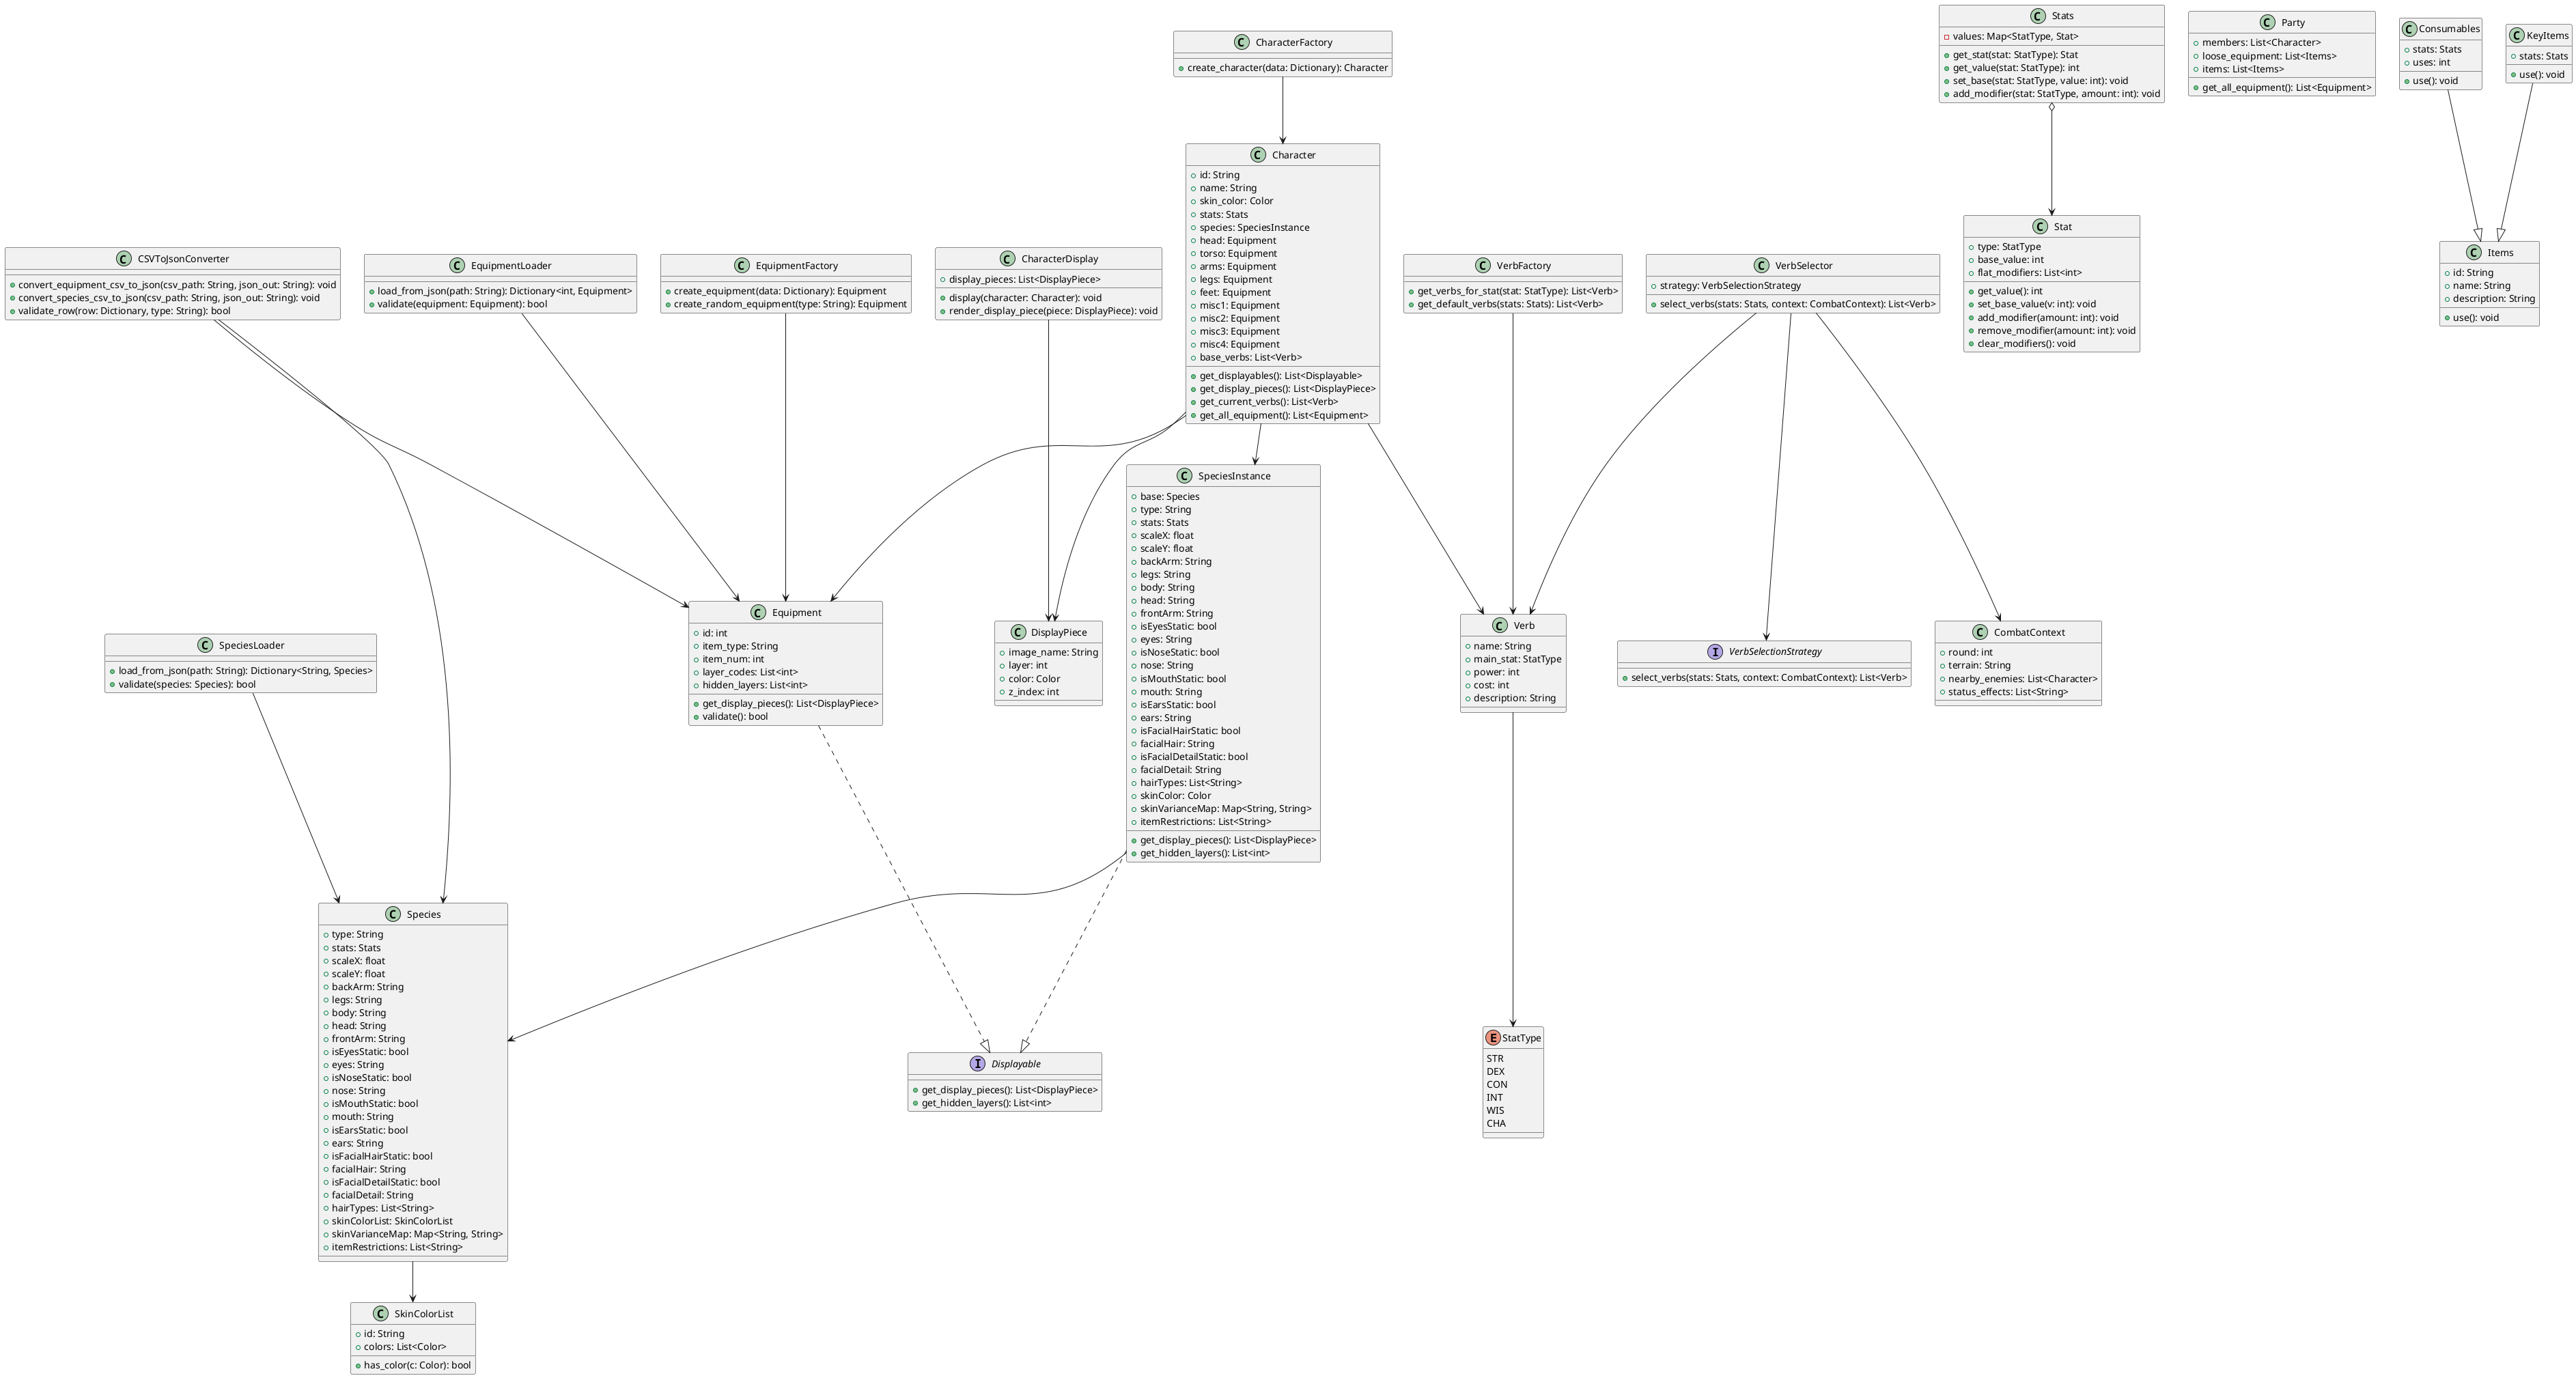 CharacterFactory
create_character(data: Dictionary): Character
Stats
values: Map<StatType, Stat>
get_stat(stat: StatType): Stat
get_value(stat: StatType): int
set_base(stat: StatType, value: int): void
add_modifier(stat: StatType, amount: int): void
Party
members: List<Character>
loose_equipment: List<Items>
items: List<Items>
get_all_equipment(): List<Equipment>
Consumables
stats: Stats
uses: int
use(): void
KeyItems
stats: Stats
use(): void
Character
id: String
name: String
skin_color: Color
stats: Stats
species: SpeciesInstance
head: Equipment
torso: Equipment
arms: Equipment
legs: Equipment
feet: Equipment
misc1: Equipment
misc2: Equipment
misc3: Equipment
misc4: Equipment
base_verbs: List<Verb>
get_displayables(): List<Displayable>
get_display_pieces(): List<DisplayPiece>
get_current_verbs(): List<Verb>
get_all_equipment(): List<Equipment>
CSVToJsonConverter
convert_equipment_csv_to_json(csv_path: String, json_out: String): void
convert_species_csv_to_json(csv_path: String, json_out: String): void
validate_row(row: Dictionary, type: String): bool
EquipmentLoader
load_from_json(path: String): Dictionary<int, Equipment>
validate(equipment: Equipment): bool
EquipmentFactory
create_equipment(data: Dictionary): Equipment
create_random_equipment(type: String): Equipment
CharacterDisplay
display_pieces: List<DisplayPiece>
display(character: Character): void
render_display_piece(piece: DisplayPiece): void
VerbFactory
get_verbs_for_stat(stat: StatType): List<Verb>
get_default_verbs(stats: Stats): List<Verb>
VerbSelector
strategy: VerbSelectionStrategy
select_verbs(stats: Stats, context: CombatContext): List<Verb>
Stat
type: StatType
base_value: int
flat_modifiers: List<int>
get_value(): int
set_base_value(v: int): void
add_modifier(amount: int): void
remove_modifier(amount: int): void
clear_modifiers(): void
Items
id: String
name: String
description: String
use(): void
SpeciesInstance
base: Species
type: String
stats: Stats
scaleX: float
scaleY: float
backArm: String
legs: String
body: String
head: String
frontArm: String
isEyesStatic: bool
eyes: String
isNoseStatic: bool
nose: String
isMouthStatic: bool
mouth: String
isEarsStatic: bool
ears: String
isFacialHairStatic: bool
facialHair: String
isFacialDetailStatic: bool
facialDetail: String
hairTypes: List<String>
skinColor: Color
skinVarianceMap: Map<String, String>
itemRestrictions: List<String>
get_display_pieces(): List<DisplayPiece>
get_hidden_layers(): List<int>
SpeciesLoader
load_from_json(path: String): Dictionary<String, Species>
validate(species: Species): bool
Equipment
id: int
item_type: String
item_num: int
layer_codes: List<int>
hidden_layers: List<int>
get_display_pieces(): List<DisplayPiece>
validate(): bool
DisplayPiece
image_name: String
layer: int
color: Color
z_index: int
Verb
name: String
main_stat: StatType
power: int
cost: int
description: String
VerbSelectionStrategy
select_verbs(stats: Stats, context: CombatContext): List<Verb>
CombatContext
round: int
terrain: String
nearby_enemies: List<Character>
status_effects: List<String>
Species
type: String
stats: Stats
scaleX: float
scaleY: float
backArm: String
legs: String
body: String
head: String
frontArm: String
isEyesStatic: bool
eyes: String
isNoseStatic: bool
nose: String
isMouthStatic: bool
mouth: String
isEarsStatic: bool
ears: String
isFacialHairStatic: bool
facialHair: String
isFacialDetailStatic: bool
facialDetail: String
hairTypes: List<String>
skinColorList: SkinColorList
skinVarianceMap: Map<String, String>
itemRestrictions: List<String>
Displayable
get_display_pieces(): List<DisplayPiece>
get_hidden_layers(): List<int>
StatType
STR
DEX
CON
INT
WIS
CHA
SkinColorList
id: String
colors: List<Color>
has_color(c: Color): bool